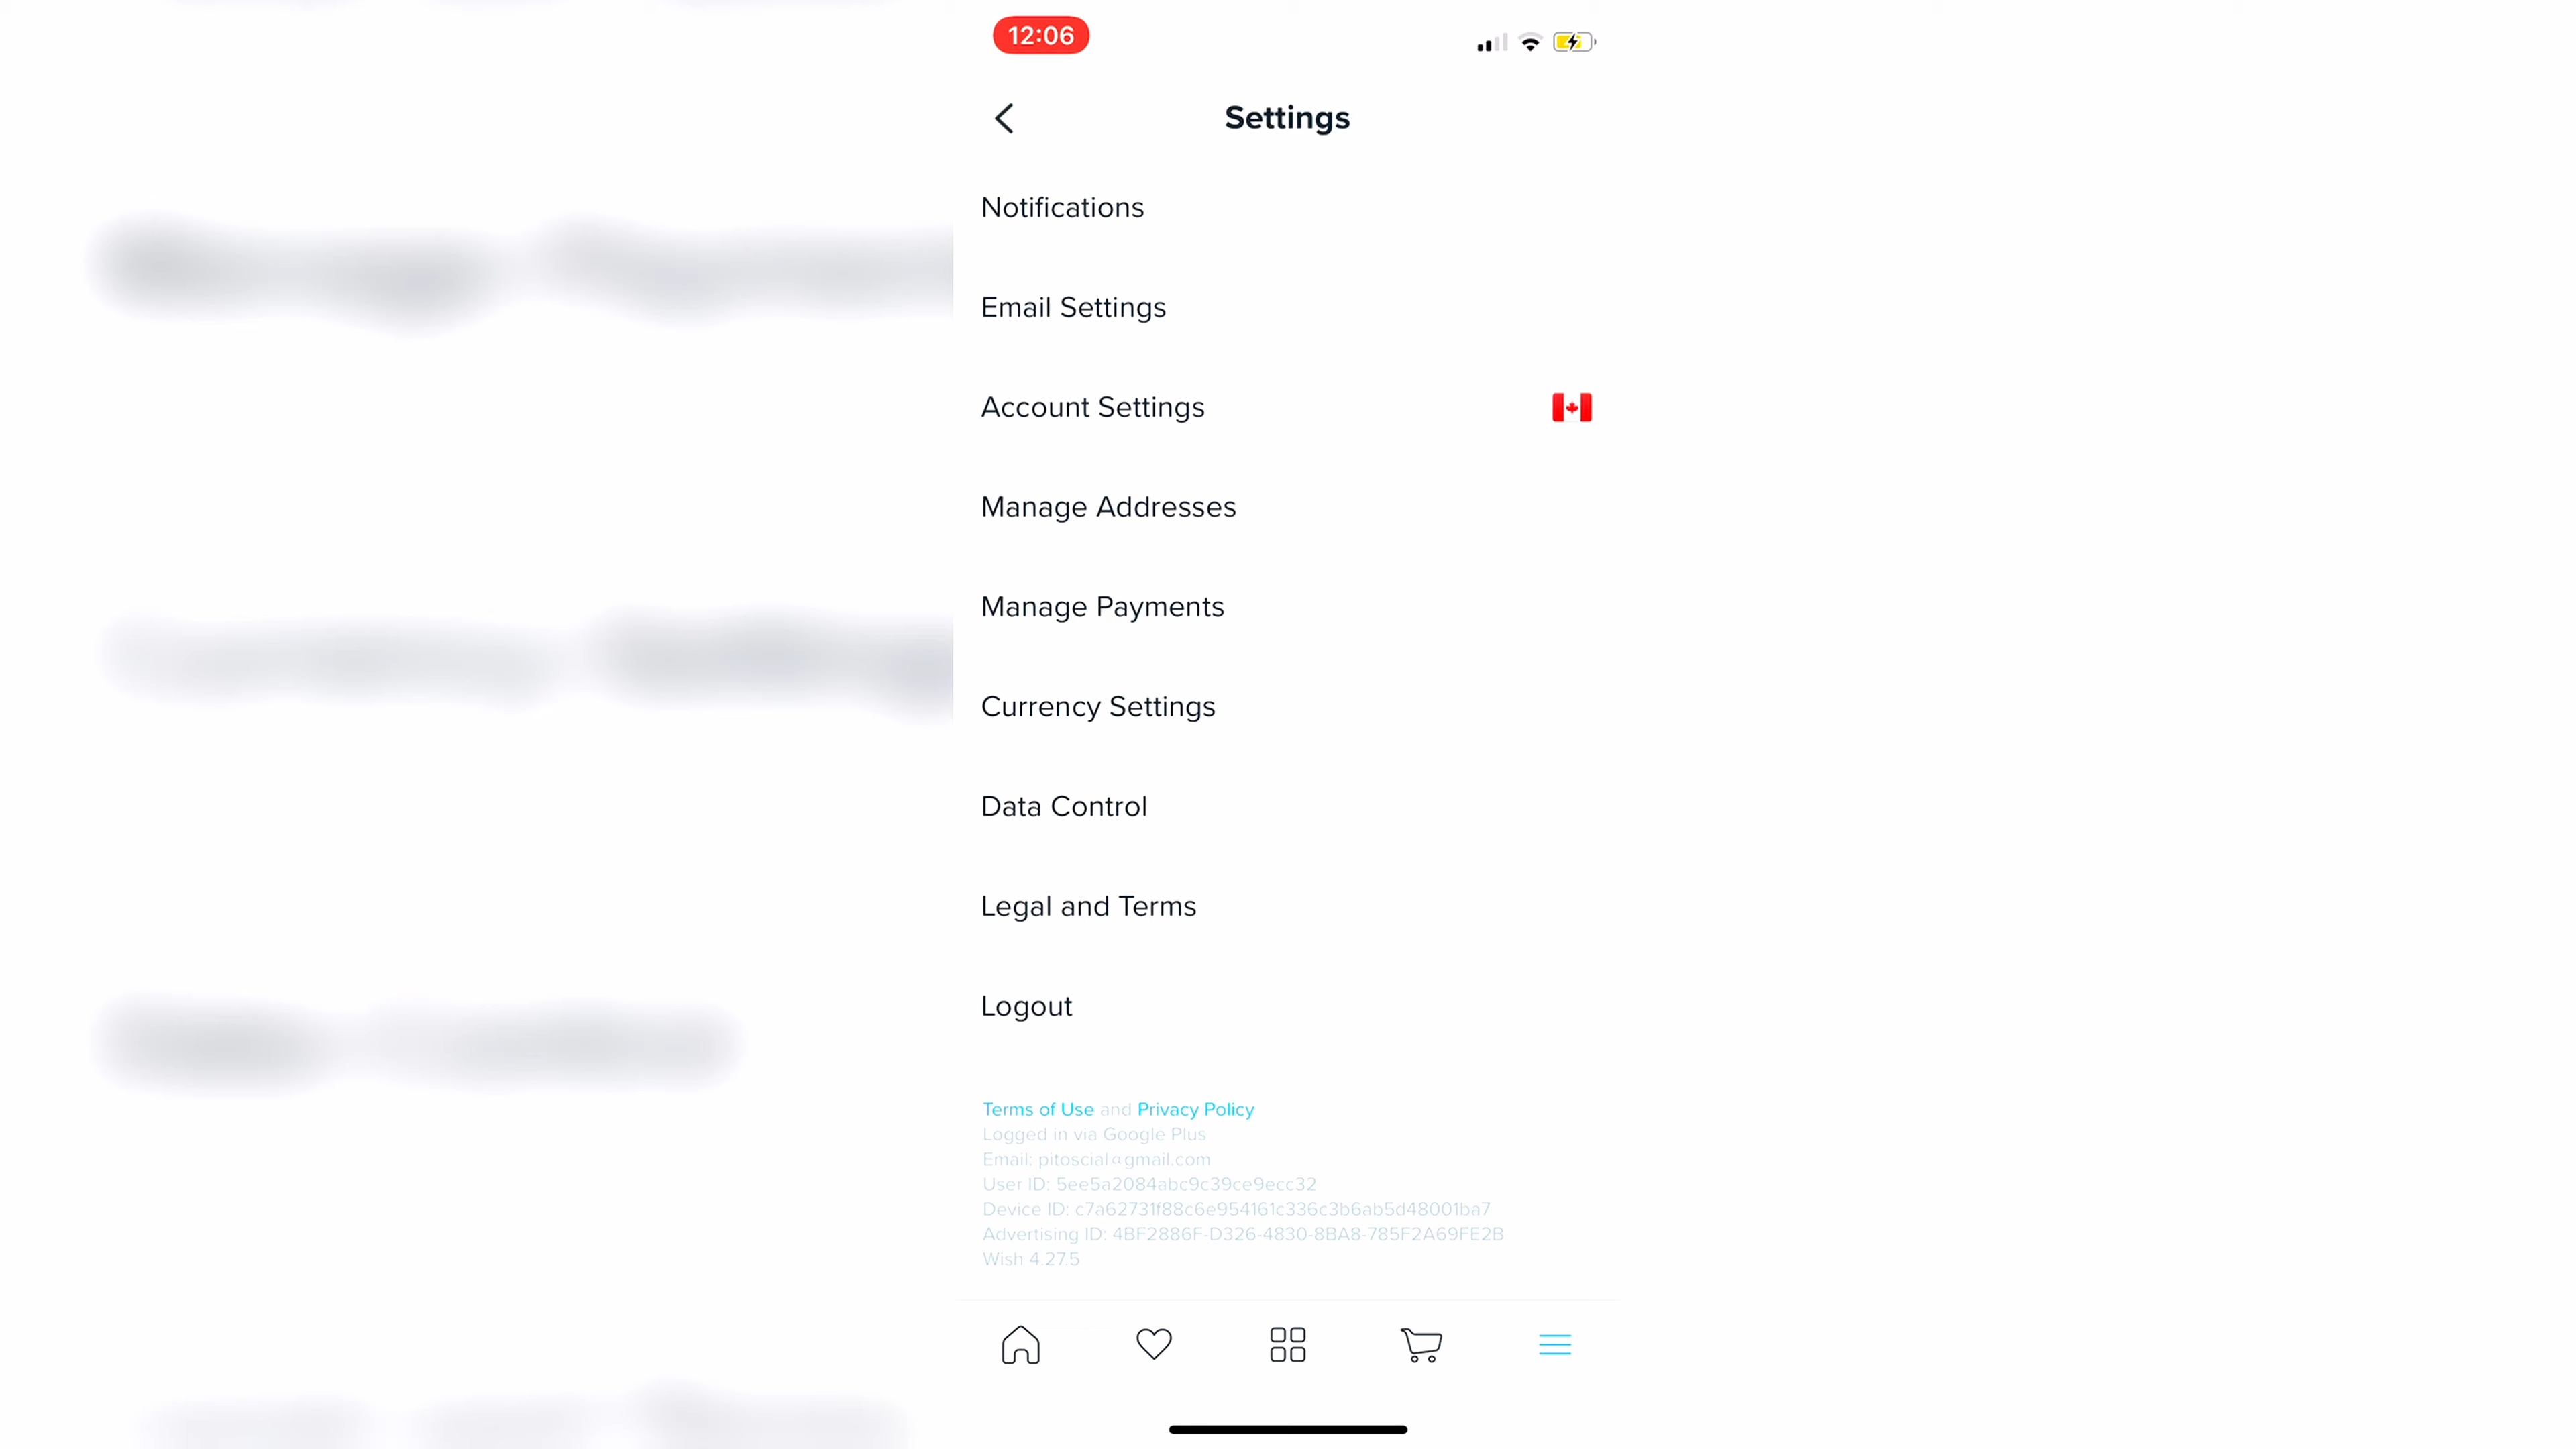 12:06
Settings
Notifications
Email Settings
Account Settings
Manage Addresses
Manage Payments
Currency Settings
Data Control
Legal and Terms
Logout
Terms of Use and Privacy Policy
Logged in via Google Plus
Email: pitoscial@gmail.com
User ID: 5ee5a2084abc9c39ce9ecc32
Device ID: c7a62731f88c6e954161c336c3b6ab5d48001ba7
Advertising ID: 4BF2886F-D326-4830-8BA8-785F2A69FE2B
Wish 4.27.5